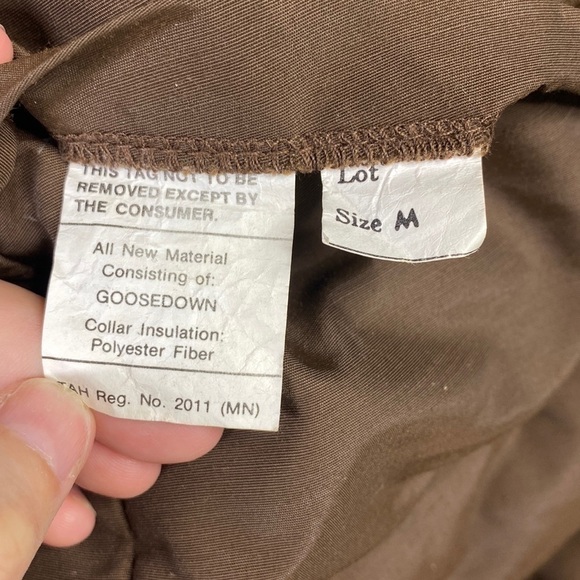 THIS TAG NOT TO BE
REMOVED EXCEPT BY
THE CONSUMER.
All New Material
Consisting of:
GOOSEDOWN
Collar Insulation:
Polyester Fiber
TAH Reg. No. 2011 (MN)
Lot
Size M